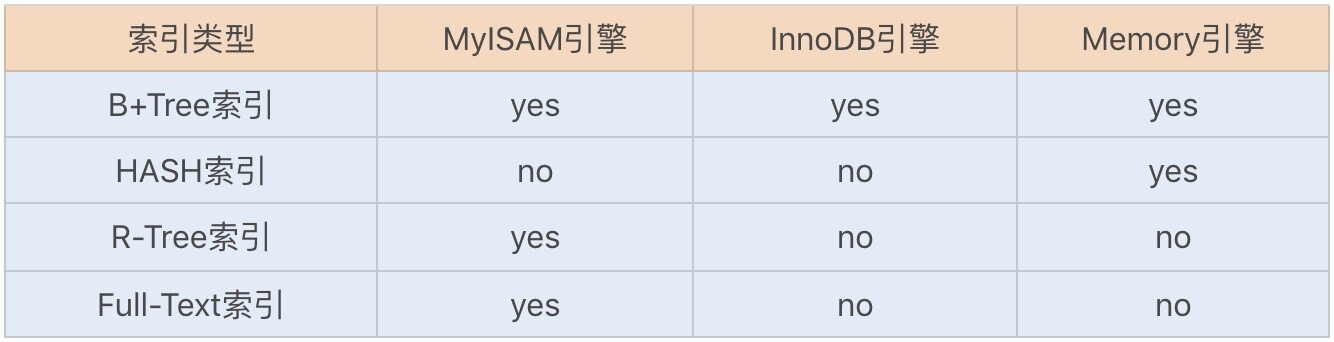 索引类型 MyISAM引擎 InnoDB引擎 Memory引擎
B+Tree索引 yes yes yes
HASH索引 no no yes
R-Tree索引 yes no no
Full-Text索引 yes no no